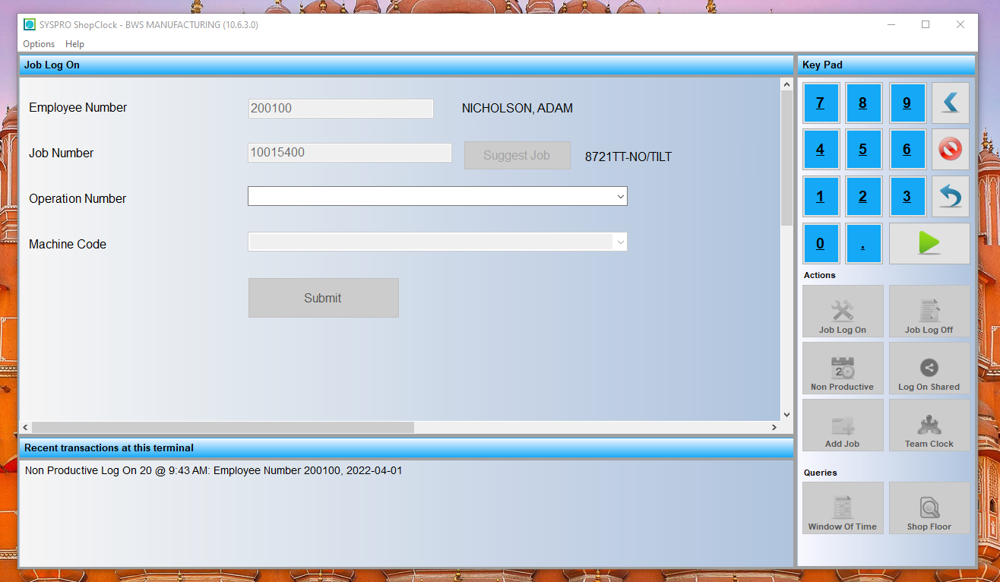 SYSPRO ShopClock - BWS MANUFACTURING (10.6.3.0)
Options Help
Job Log On
Employee Number 200100 NICHOLSON, ADAM
Job Number 10015400 Suggest Job 8721TT-NO/TILT
Operation Number
Machine Code
Submit
Recent transactions at this terminal
Non Productive Log On 20 @ 9:43 AM: Employee Number 200100, 2022-04-01
Key Pad
7 8 9
4 5 6
1 2 3
0 .
Actions
Job Log On Job Log Off
2
Non Productive Log On Shared
Add Job Team Clock
Queries
Window Of Time Shop Floor